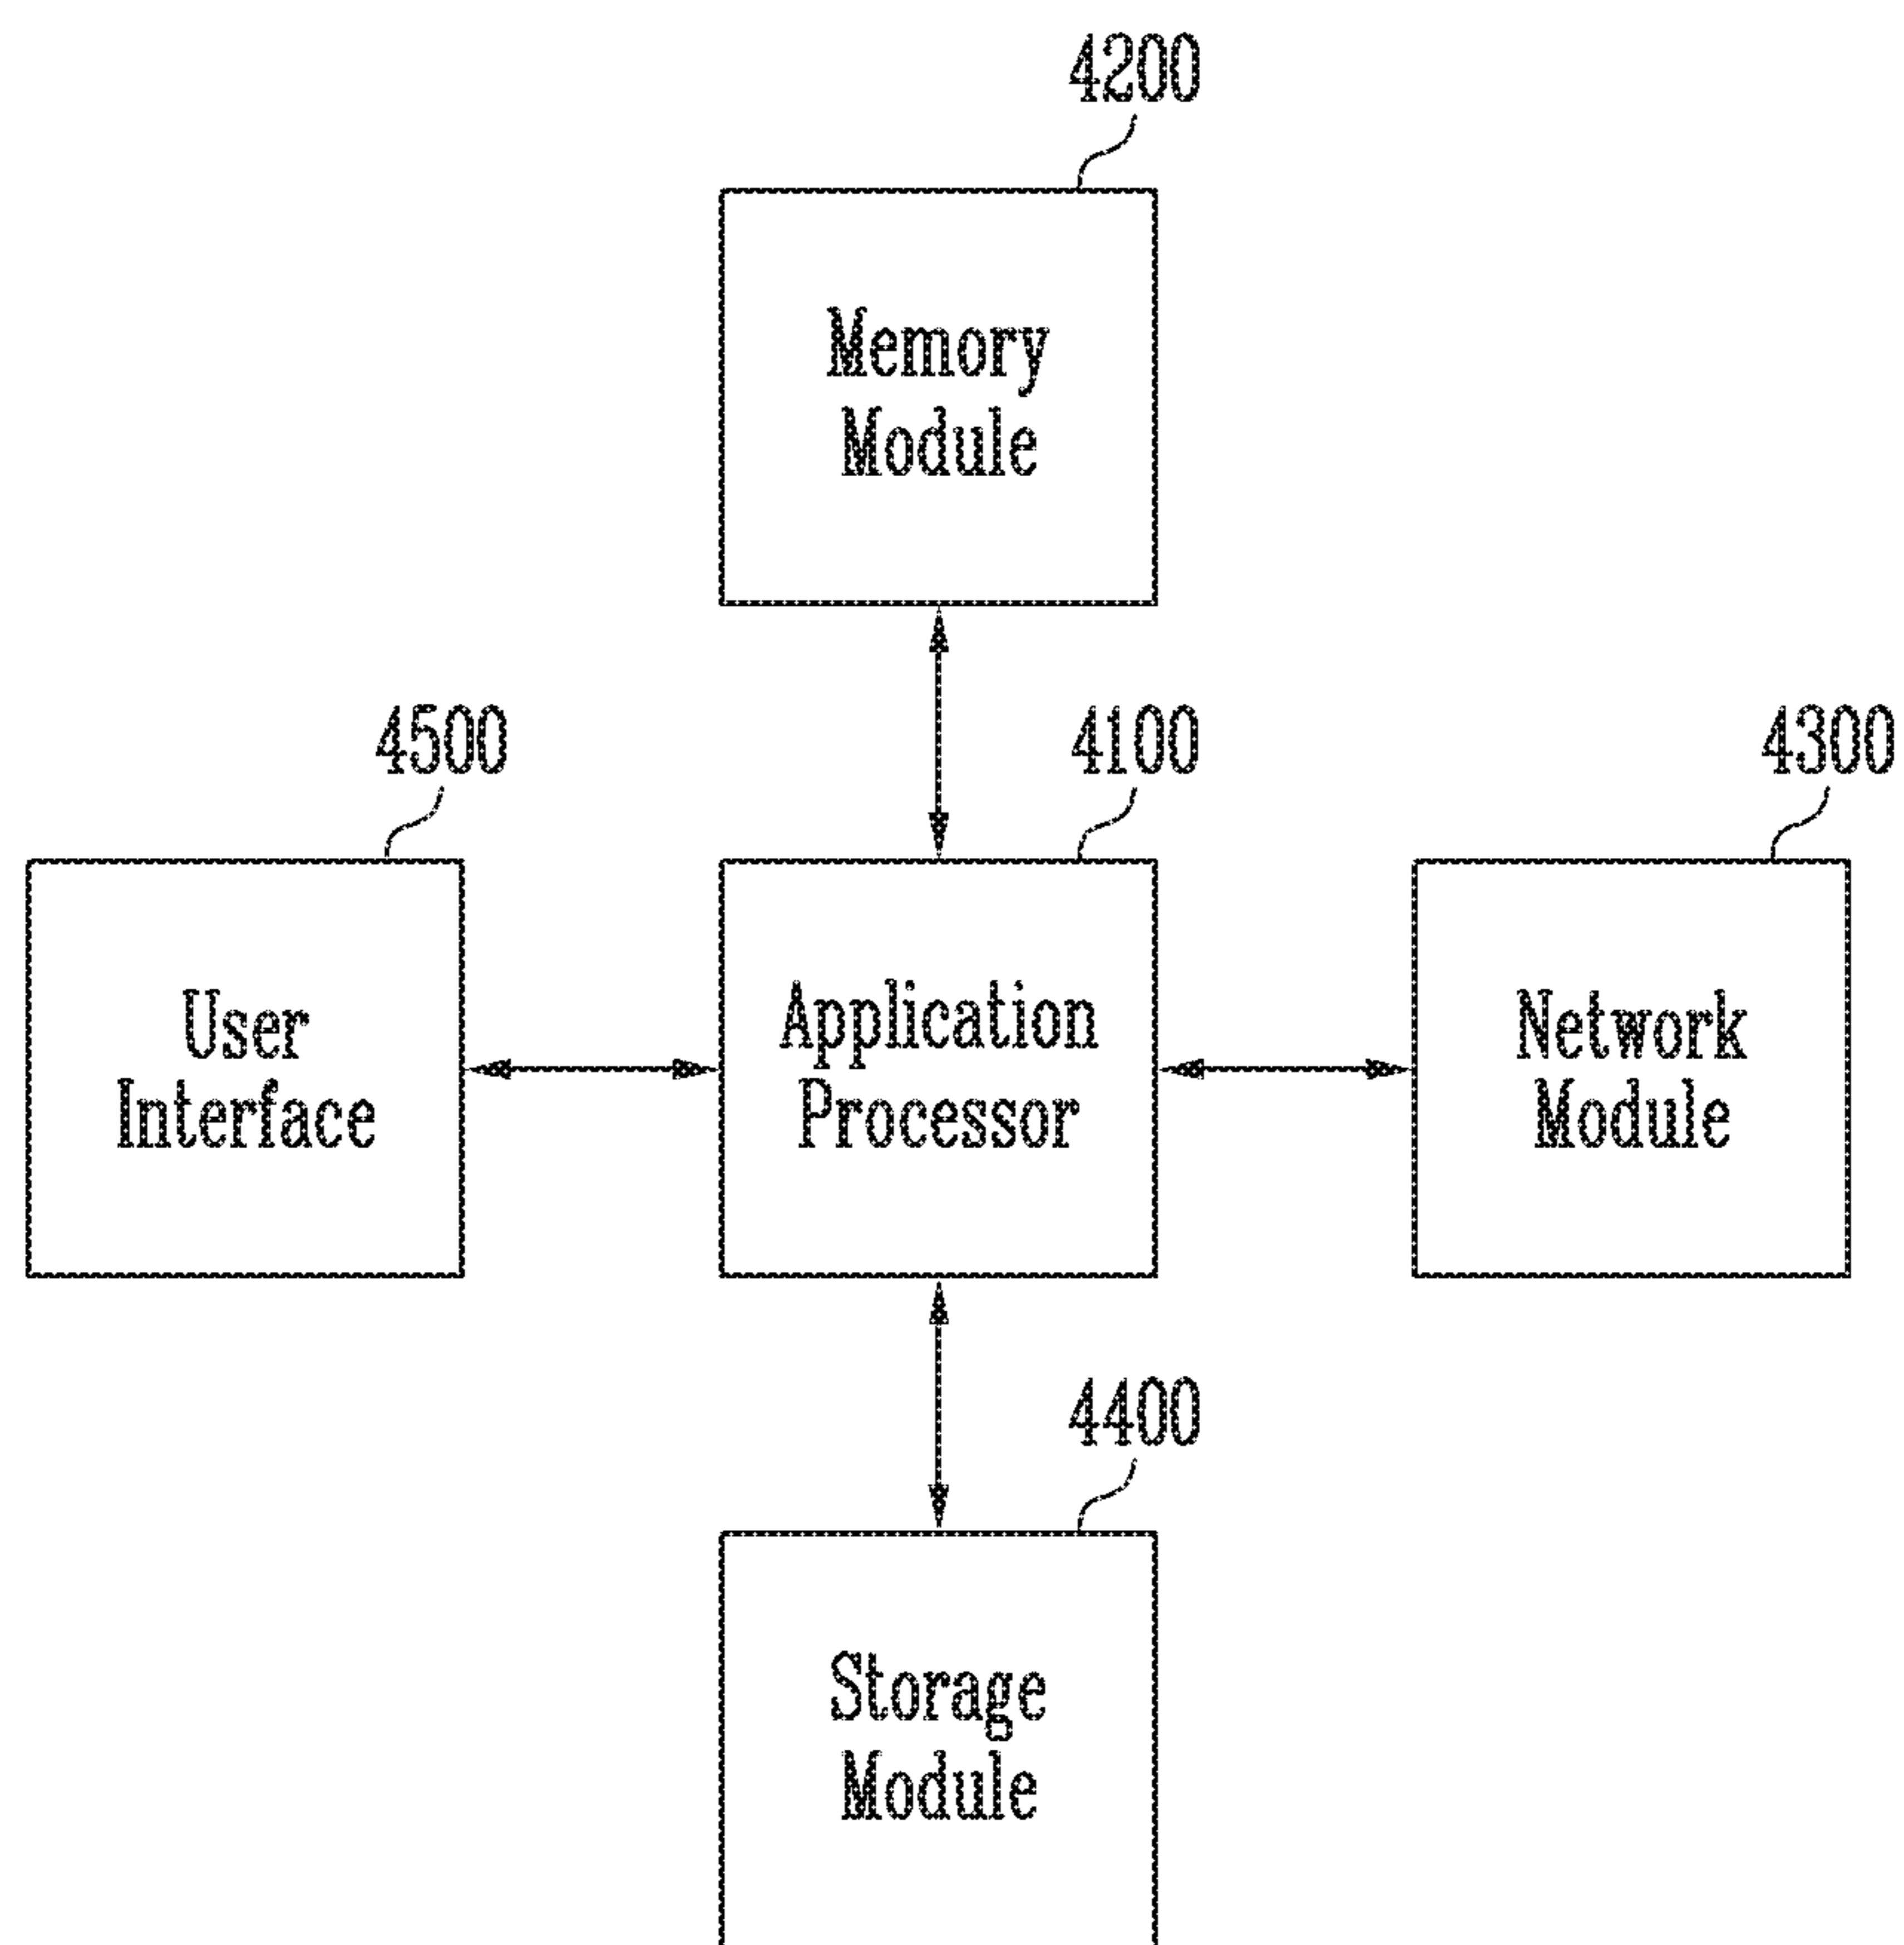 4200
Memory
Module
4500
4100
4300
User
Interface
Application
Processor
Network
Module
4400
Storage
Module